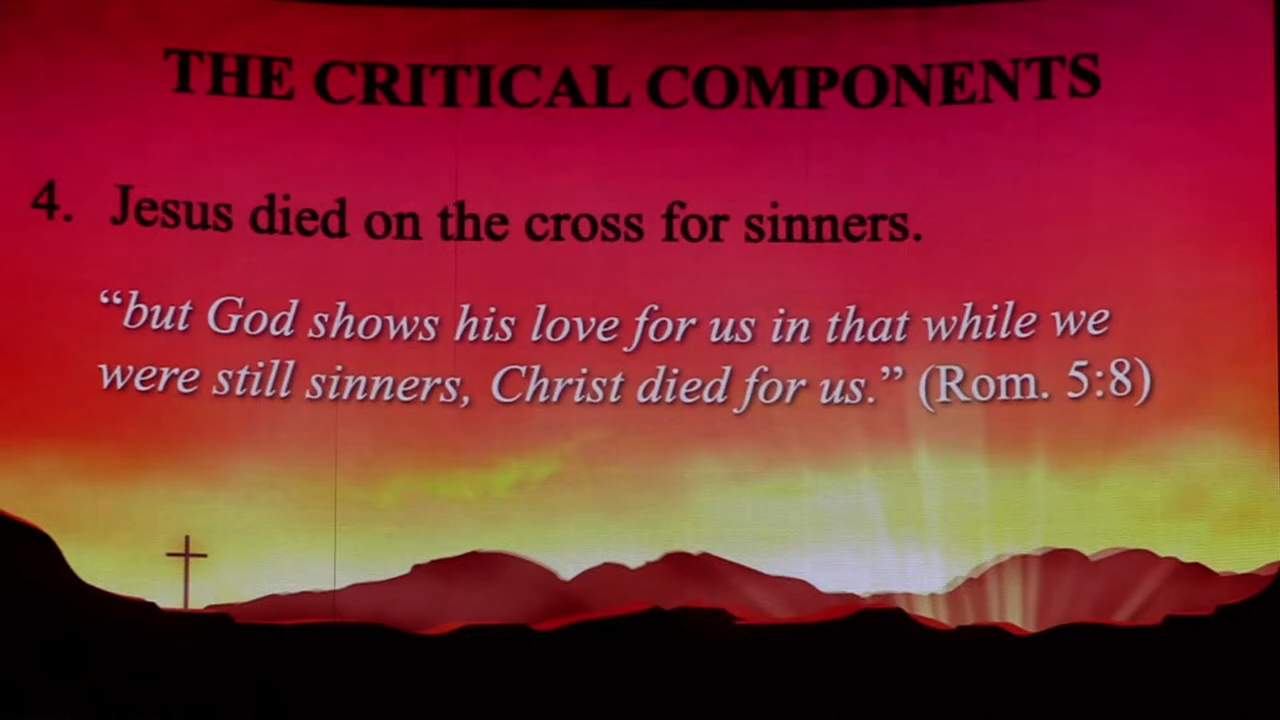 THE CRITICAL COMPONENTS
4. Jesus died on the cross for sinners.
“but God shows his love for us in that while we
were still sinners, Christ died for us.” (Rom. 5:8)